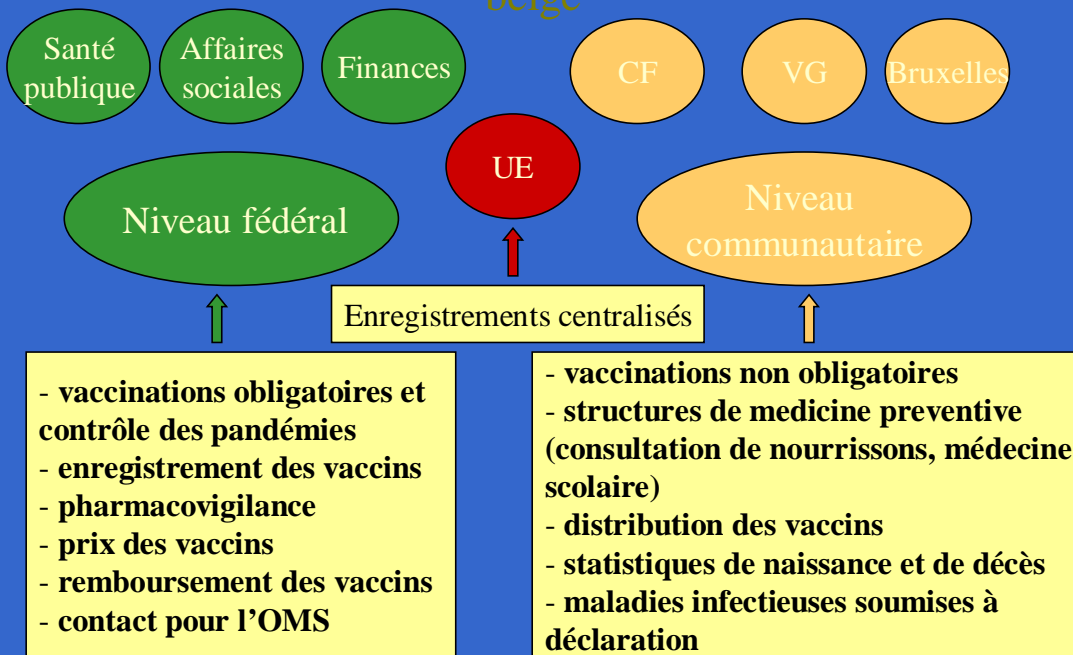 belge
Santé
publique
Affaires
sociales
Finances
CF
VG
Bruxelles
UE
Niveau fédéral
Niveau
communautaire
Enregistrements centralisés
- vaccinations obligatoires et
contrôle des pandémies
- enregistrement des vaccins
- pharmacovigilance
- prix des vaccins
- remboursement des vaccins
- contact pour l’OMS
- vaccinations non obligatoires
- structures de medicine preventive
(consultation de nourrissons, médecine
scolaire)
- distribution des vaccins
- statistiques de naissance et de décès
- maladies infectieuses soumises à
déclaration